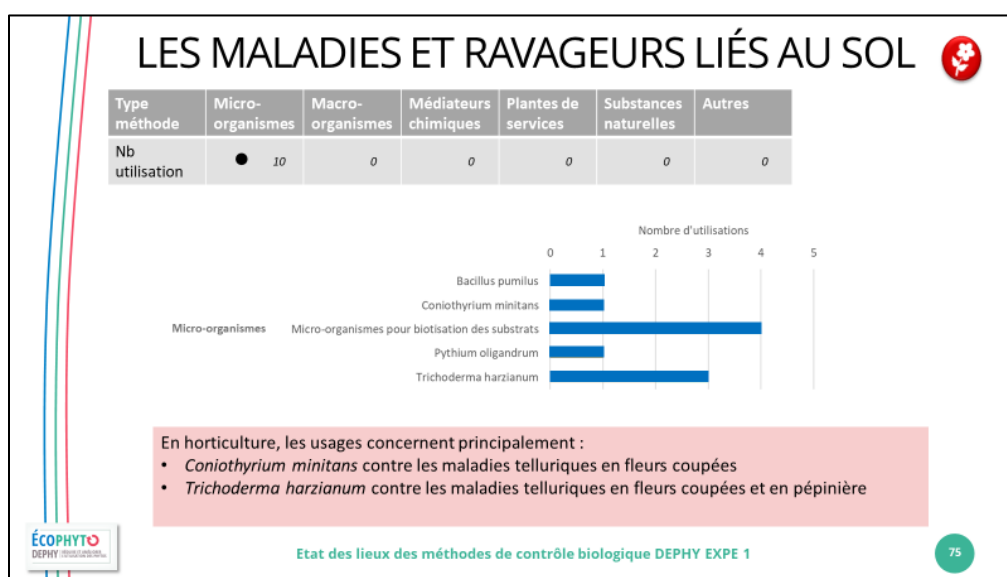 LES MALADIES ET RAVAGEURS LIÉS AU SOL
Type méthode
Micro-organismes
Macro-organismes
Médiateurs chimiques
Plantes de services
Substances naturelles
Autres
Nb utilisation
● 10
0
0
0
0
0
Nombre d'utilisations
0 1 2 3 4 5
Bacillus pumilus
Coniothyrium minitans
Micro-organismes
Micro-organismes pour biotisation des substrats
Pythium oligandrum
Trichoderma harzianum
En horticulture, les usages concernent principalement :
• Coniothyrium minitans contre les maladies telluriques en fleurs coupées
• Trichoderma harzianum contre les maladies telluriques en fleurs coupées et en pépinière
ÉCOPHYTO
DEPHY
Etat des lieux des méthodes de contrôle biologique DEPHY EXPE 1
75